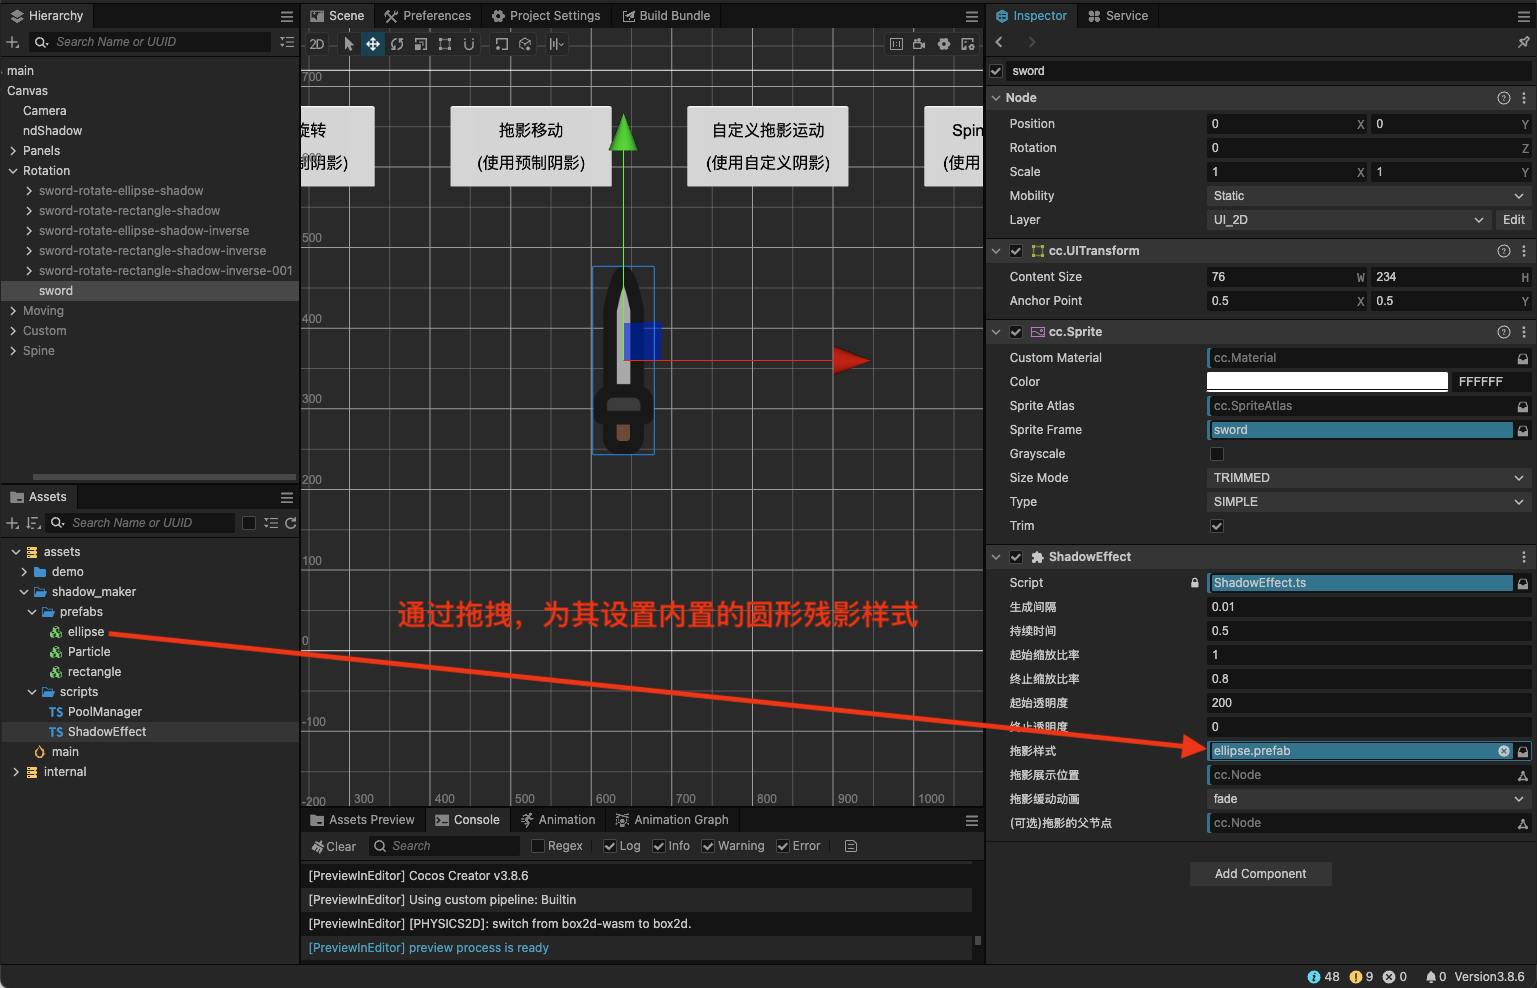 Hierarchy
Search Name or UUID
main
Canvas
Camera
ndShadow
Panels
Rotation
sword-rotate-ellipse-shadow
sword-rotate-rectangle-shadow
sword-rotate-ellipse-shadow-inverse
sword-rotate-rectangle-shadow-inverse
sword-rotate-rectangle-shadow-inverse-001
sword
Moving
Custom
Spine
Assets
Search Name or UUID
assets
demo
shadow_maker
prefabs
ellipse
Particle
rectangle
scripts
TS PoolManager
TS ShadowEffect
main
internal
Scene
Preferences
Project Settings
Build Bundle
2D
700
500
400
300
200
100
0
-100
-200
300 400 500 600 700 800 900 1000
旋转
制阴影)
拖影移动
(使用预制阴影)
自定义拖影运动
(使用自定义阴影)
Spin
(使用
通过拖拽，为其设置内置的圆形残影样式
Assets Preview
Console
Animation
Animation Graph
Clear
Search
Regex
Log
Info
Warning
Error
[PreviewInEditor] Cocos Creator v3.8.6
[PreviewInEditor] Using custom pipeline: Builtin
[PreviewInEditor] [PHYSICS2D]: switch from box2d-wasm to box2d.
[PreviewInEditor] preview process is ready
Inspector
Service
sword
Node
Position 0 X 0 Y
Rotation 0 Z
Scale 1 X 1 Y
Mobility Static
Layer UI_2D Edit
cc.UITransform
Content Size 76 W 234 H
Anchor Point 0.5 X 0.5 Y
cc.Sprite
Custom Material cc.Material
Color FFFFFF
Sprite Atlas cc.SpriteAtlas
Sprite Frame sword
Grayscale
Size Mode TRIMMED
Type SIMPLE
Trim
ShadowEffect
Script ShadowEffect.ts
生成间隔 0.01
持续时间 0.5
起始缩放比率 1
终止缩放比率 0.8
起始透明度 200
终止透明度 0
拖影样式 ellipse.prefab
拖影展示位置 cc.Node
拖影缓动动画 fade
(可选)拖影的父节点 cc.Node
Add Component
48 9 0 0 Version3.8.6